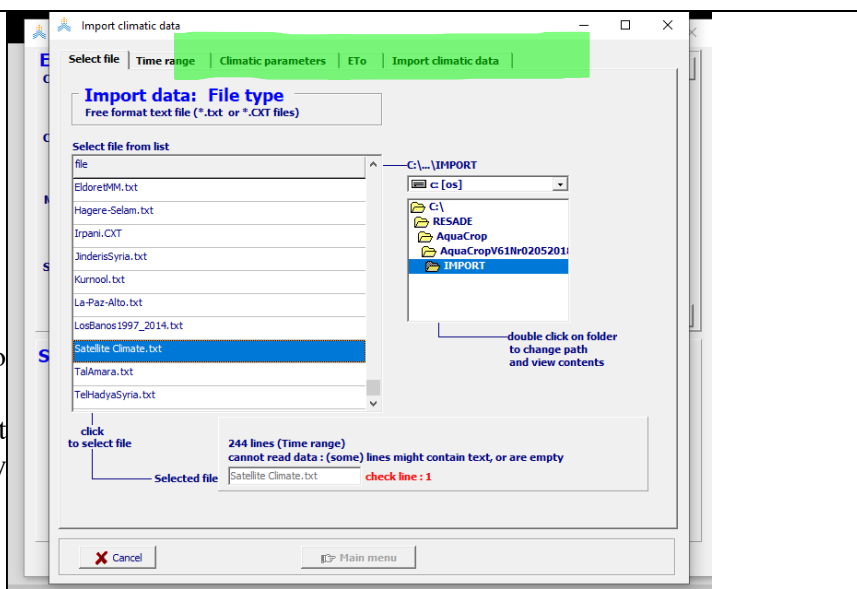 Import climatic data
Select file
Time range
Climatic parameters
ETo
Import climatic data
Import data: File type
Free format text file (*.txt or *.CXT files)
Select file from list
file
EldoretMM.txt
Hagere-Selam.txt
Irpani.CXT
JinderisSyria.txt
Kurnool.txt
La-Paz-Alto.txt
LosBanos1997_2014.txt
Satellite Climate.txt
TalAmara.txt
TelHadyaSyria.txt
C:\...\IMPORT
c: [os]
C:\
RESADE
AquaCrop
AquaCropV61Nr02052018
IMPORT
double click on folder
to change path
and view contents
click
to select file
244 lines (Time range)
cannot read data : (some) lines might contain text, or are empty
Selected file
Satellite Climate.txt
check line : 1
Cancel
Main menu